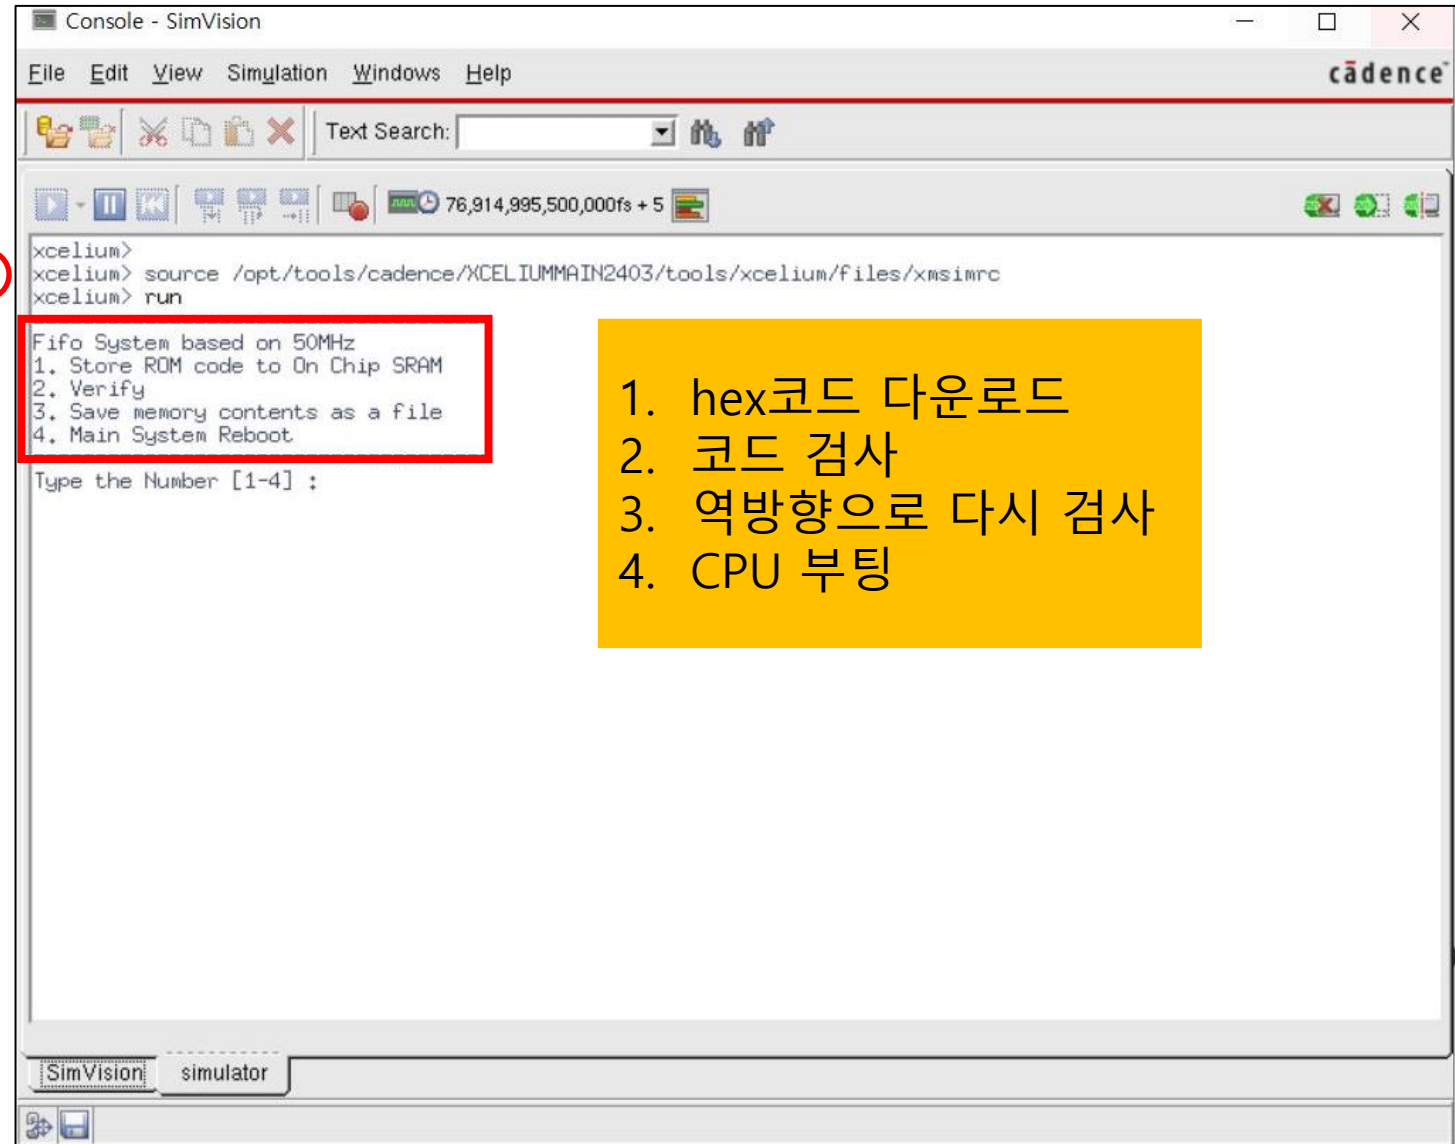 Console - SimVision
File Edit View Simulation Windows Help
cādence
Text Search:
76,914,995,500,000fs + 5
xcelium>
xcelium> source /opt/tools/cadence/XCELIUMMAIN2403/tools/xcelium/files/xmsimrc
xcelium> run
Fifo System based on 50MHz
1. Store ROM code to On Chip SRAM
2. Verify
3. Save memory contents as a file
4. Main System Reboot
Type the Number [1-4] :
1. hex코드 다운로드
2. 코드 검사
3. 역방향으로 다시 검사
4. CPU 부팅
SimVision simulator